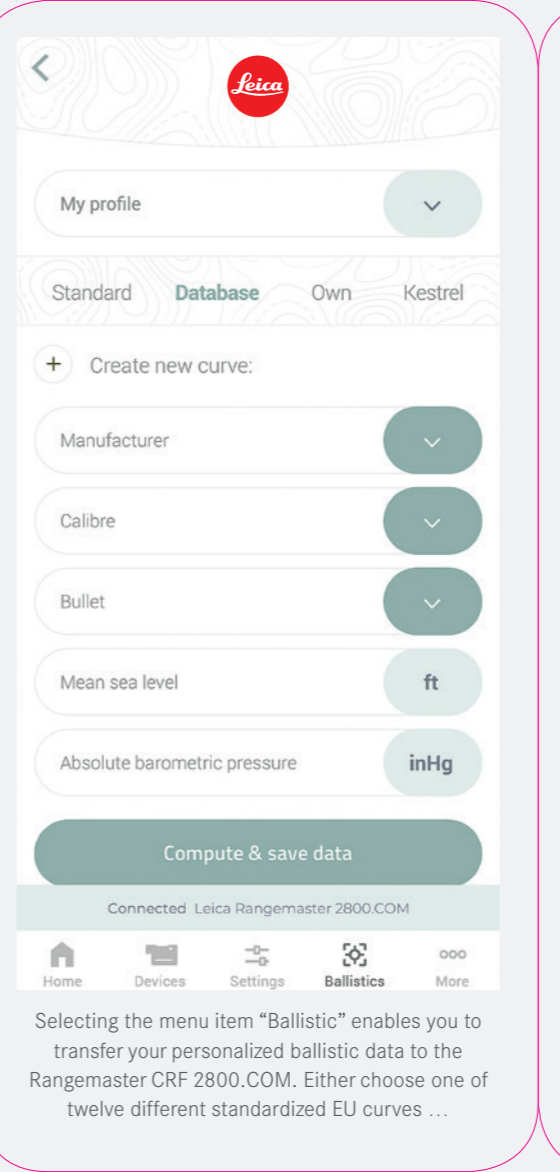 Leica
My profile
Standard Database Own Kestrel
+ Create new curve:
Manufacturer
Calibre
Bullet
Mean sea level ft
Absolute barometric pressure inHg
Compute & save data
Connected Leica Rangemaster 2800.COM
Home Devices Settings Ballistics More
Selecting the menu item “Ballistic” enables you to
transfer your personalized ballistic data to the
Rangemaster CRF 2800.COM. Either choose one of
twelve different standardized EU curves …